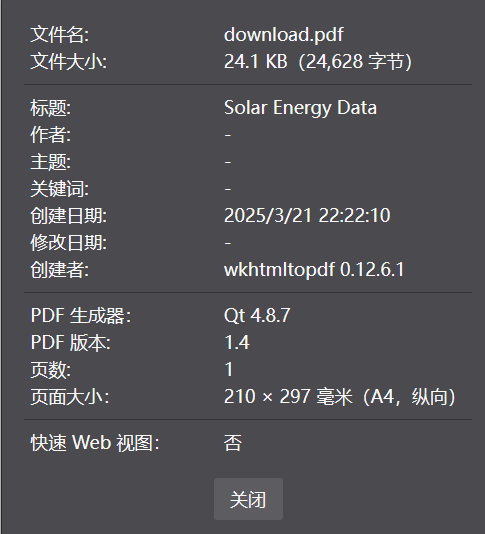 文件名: download.pdf
文件大小: 24.1 KB（24,628 字节）
标题: Solar Energy Data
作者: -
主题: -
关键词: -
创建日期: 2025/3/21 22:22:10
修改日期: -
创建者: wkhtmltopdf 0.12.6.1
PDF 生成器： Qt 4.8.7
PDF 版本: 1.4
页数: 1
页面大小： 210 × 297 毫米（A4，纵向）
快速 Web 视图： 否
关闭